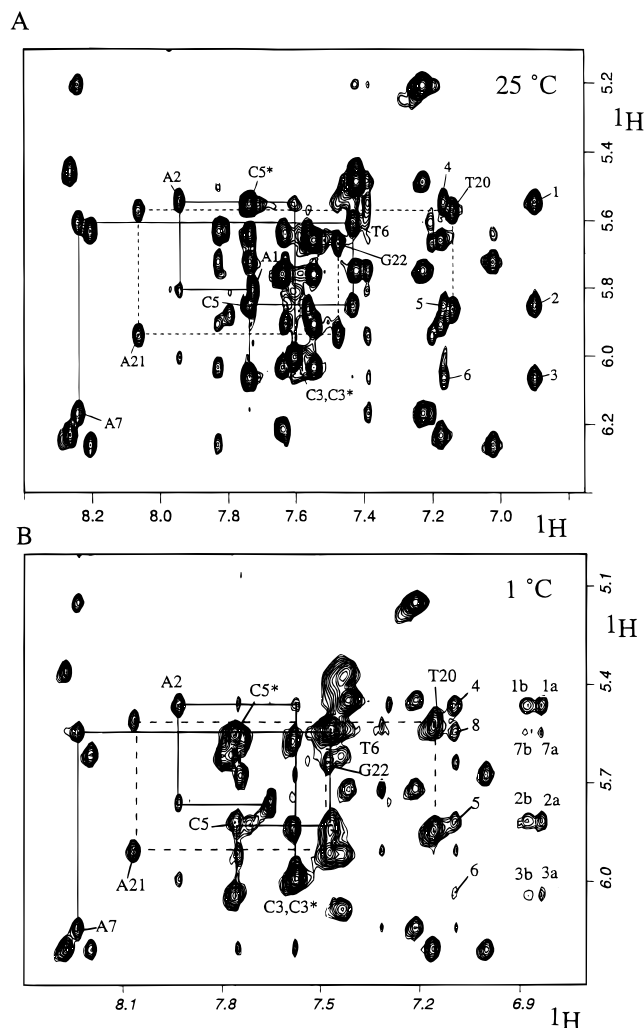 A
25 °C
5.2
¹H
5.4
A2
C5*
4
T20
1
5.6
T6
G22
A1
5.8
C5
5
2
A21
6.0
C3,C3*
6
3
A7
6.2
8.2 8.0 7.8 7.6 7.4 7.2 7.0
¹H
B
1 °C
5.1
¹H
T20
A2
C5*
4
1b 1a
5.4
8
T6
7b 7a
G22
5.7
C5
5
2b 2a
A21
6
3b 3a
6.0
C3,C3*
A7
8.1 7.8 7.5 7.2 6.9
¹H